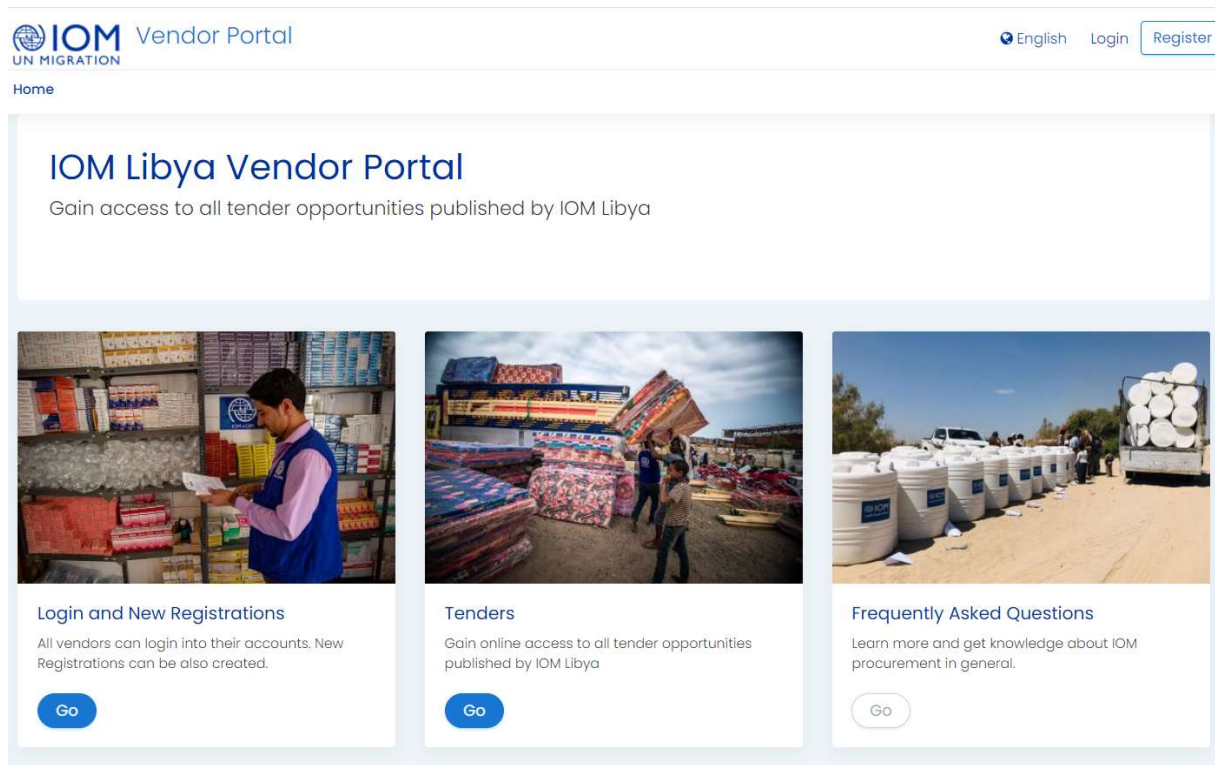 IOM
UN MIGRATION
Vendor Portal
English Login Register
Home
IOM Libya Vendor Portal
Gain access to all tender opportunities published by IOM Libya
IOM
Login and New Registrations
All vendors can login into their accounts. New
Registrations can be also created.
Go
Tenders
Gain online access to all tender opportunities
published by IOM Libya
Go
Frequently Asked Questions
Learn more and get knowledge about IOM
procurement in general.
Go